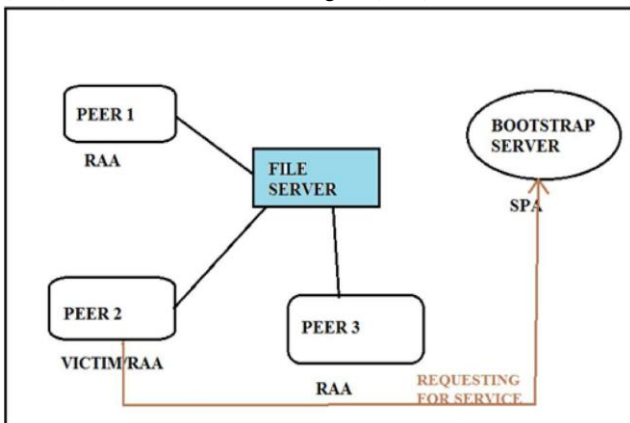 PEER 1
RAA
FILE
SERVER
BOOTSTRAP
SERVER
SPA
PEER 2
VICTIM/RAA
PEER 3
RAA
REQUESTING
FOR SERVICE